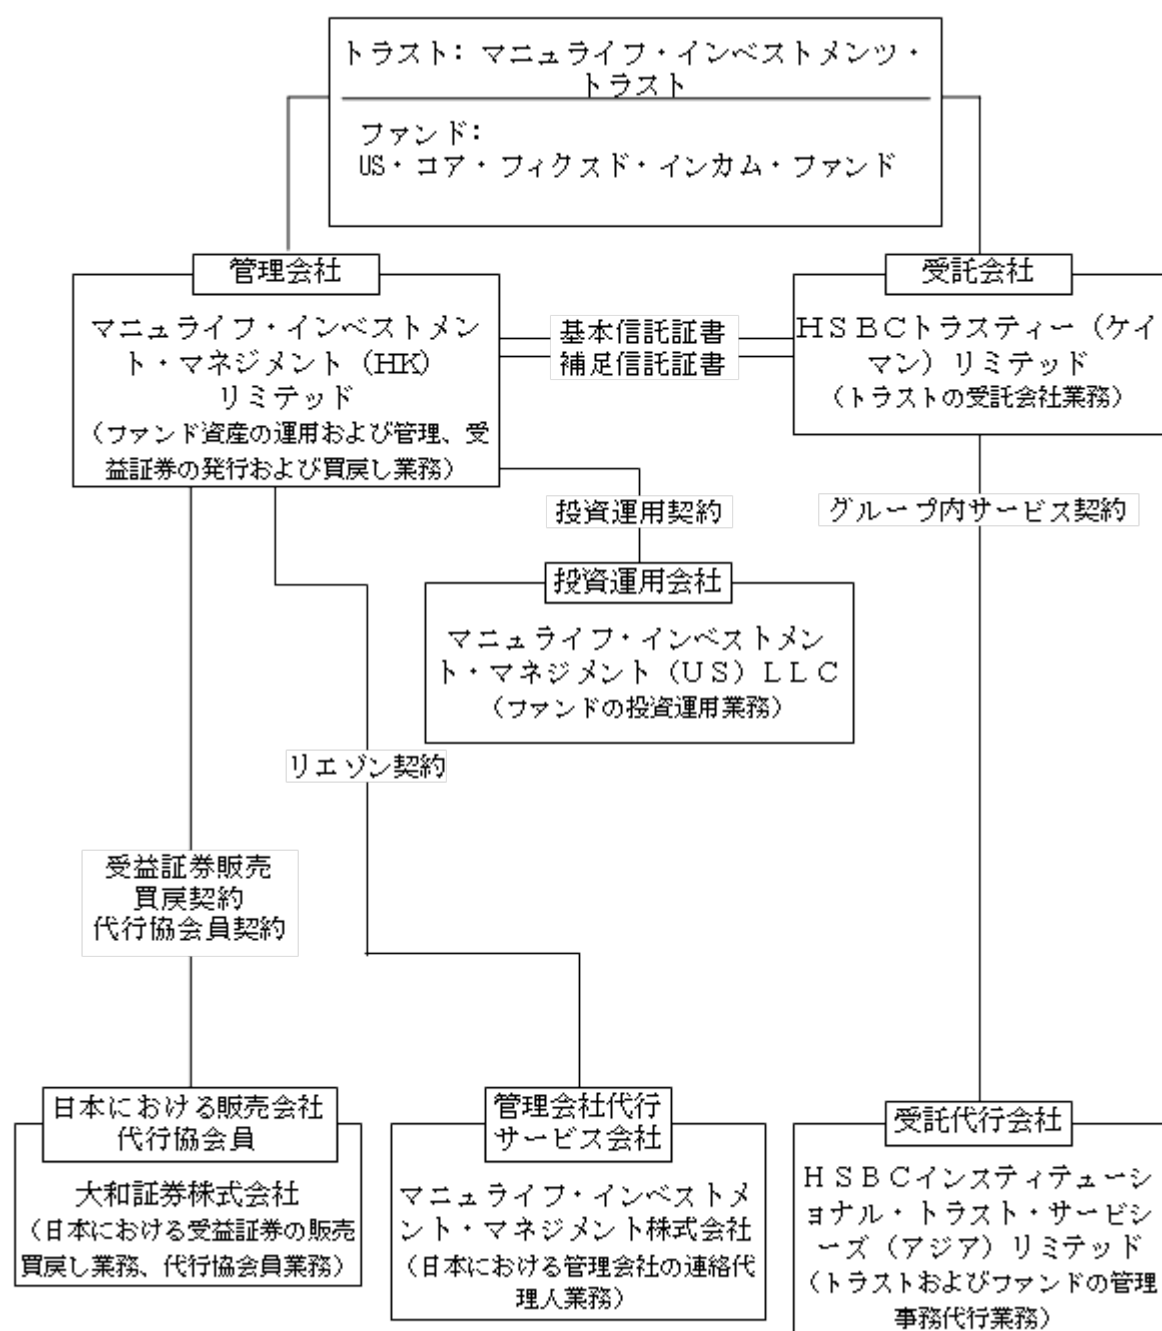 トラスト：マニュライフ・インベストメンツ・
トラスト
ファンド：
US・コア・フィクスド・インカム・ファンド
管理会社
マニュライフ・インベストメン
ト・マネジメント（HK）
リミテッド
（ファンド資産の運用および管理、受
益証券の発行および買戻し業務）
基本信託証書
補足信託証書
受託会社
ＨＳＢＣトラスティー（ケイ
マン）リミテッド
（トラストの受託会社業務）
投資運用契約
グループ内サービス契約
投資運用会社
マニュライフ・インベストメン
ト・マネジメント（ＵＳ）ＬＬＣ
（ファンドの投資運用業務）
リエゾン契約
受益証券販売
買戻契約
代行協会員契約
日本における販売会社
代行協会員
大和証券株式会社
（日本における受益証券の販売
買戻し業務、代行協会員業務）
管理会社代行
サービス会社
マニュライフ・インベストメ
ント・マネジメント株式会社
（日本における管理会社の連絡代
理人業務）
受託代行会社
ＨＳＢＣインスティテューシ
ョナル・トラスト・サービシ
ーズ（アジア）リミテッド
（トラストおよびファンドの管理
事務代行業務）